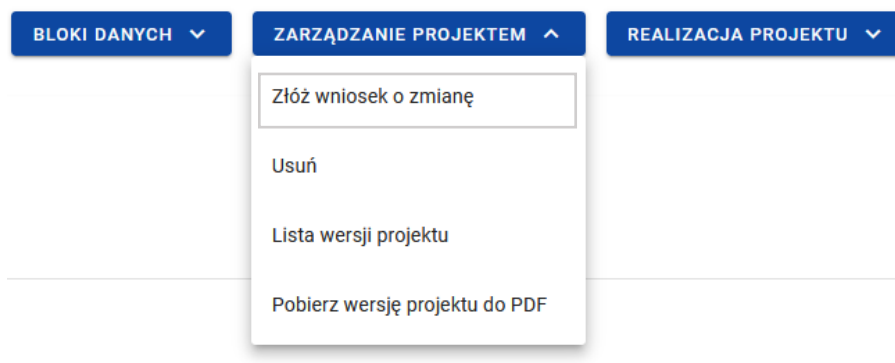 BLOKI DANYCH
ZARZĄDZANIE PROJEKTEM
REALIZACJA PROJEKTU
Złóż wniosek o zmianę
Usuń
Lista wersji projektu
Pobierz wersję projektu do PDF